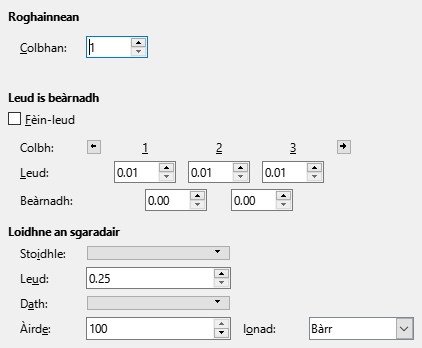 Roghainnean
Colbhan: 1
Leud is beàrnadh
Fèin-leud
Colbh: 1 2 3
Leud: 0.01 0.01 0.01
Beàrnadh: 0.00 0.00
Loidhne an sgaradair
Stoidhle:
Leud: 0.25
Dath:
Àirde: 100 Ionad: Bàrr